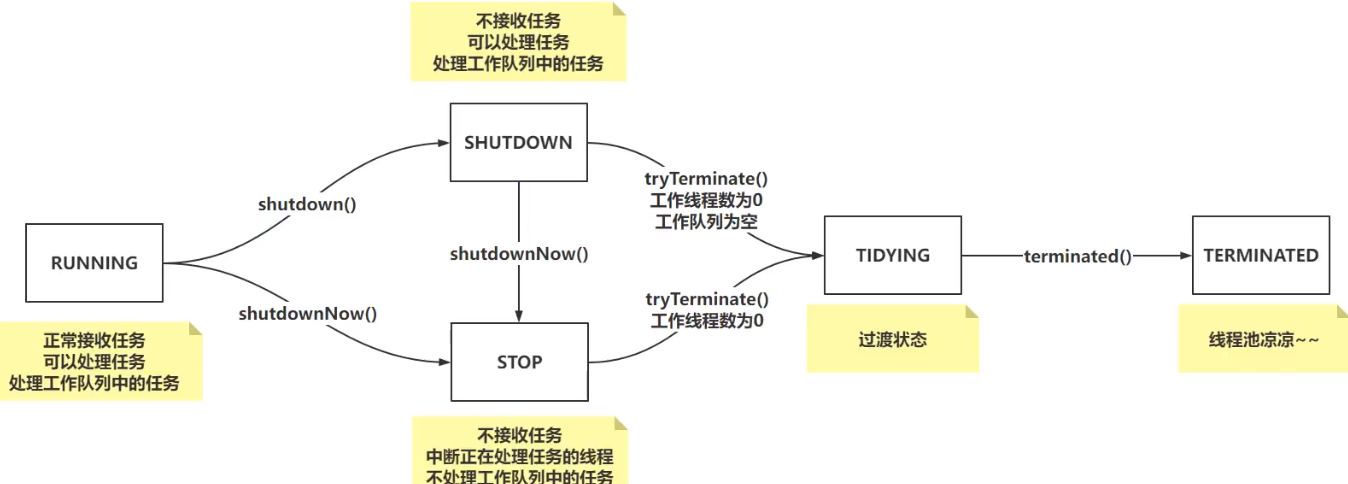 不接收任务
可以处理任务
处理工作队列中的任务
SHUTDOWN
tryTerminate()
工作线程数为0
工作队列为空
shutdown()
RUNNING
shutdownNow()
TIDYING
terminated()
TERMINATED
shutdownNow()
tryTerminate()
工作线程数为0
正常接收任务
可以处理任务
处理工作队列中的任务
STOP
过渡状态
线程池凉凉~~
不接收任务
中断正在处理任务的线程
不处理工作队列中的任务